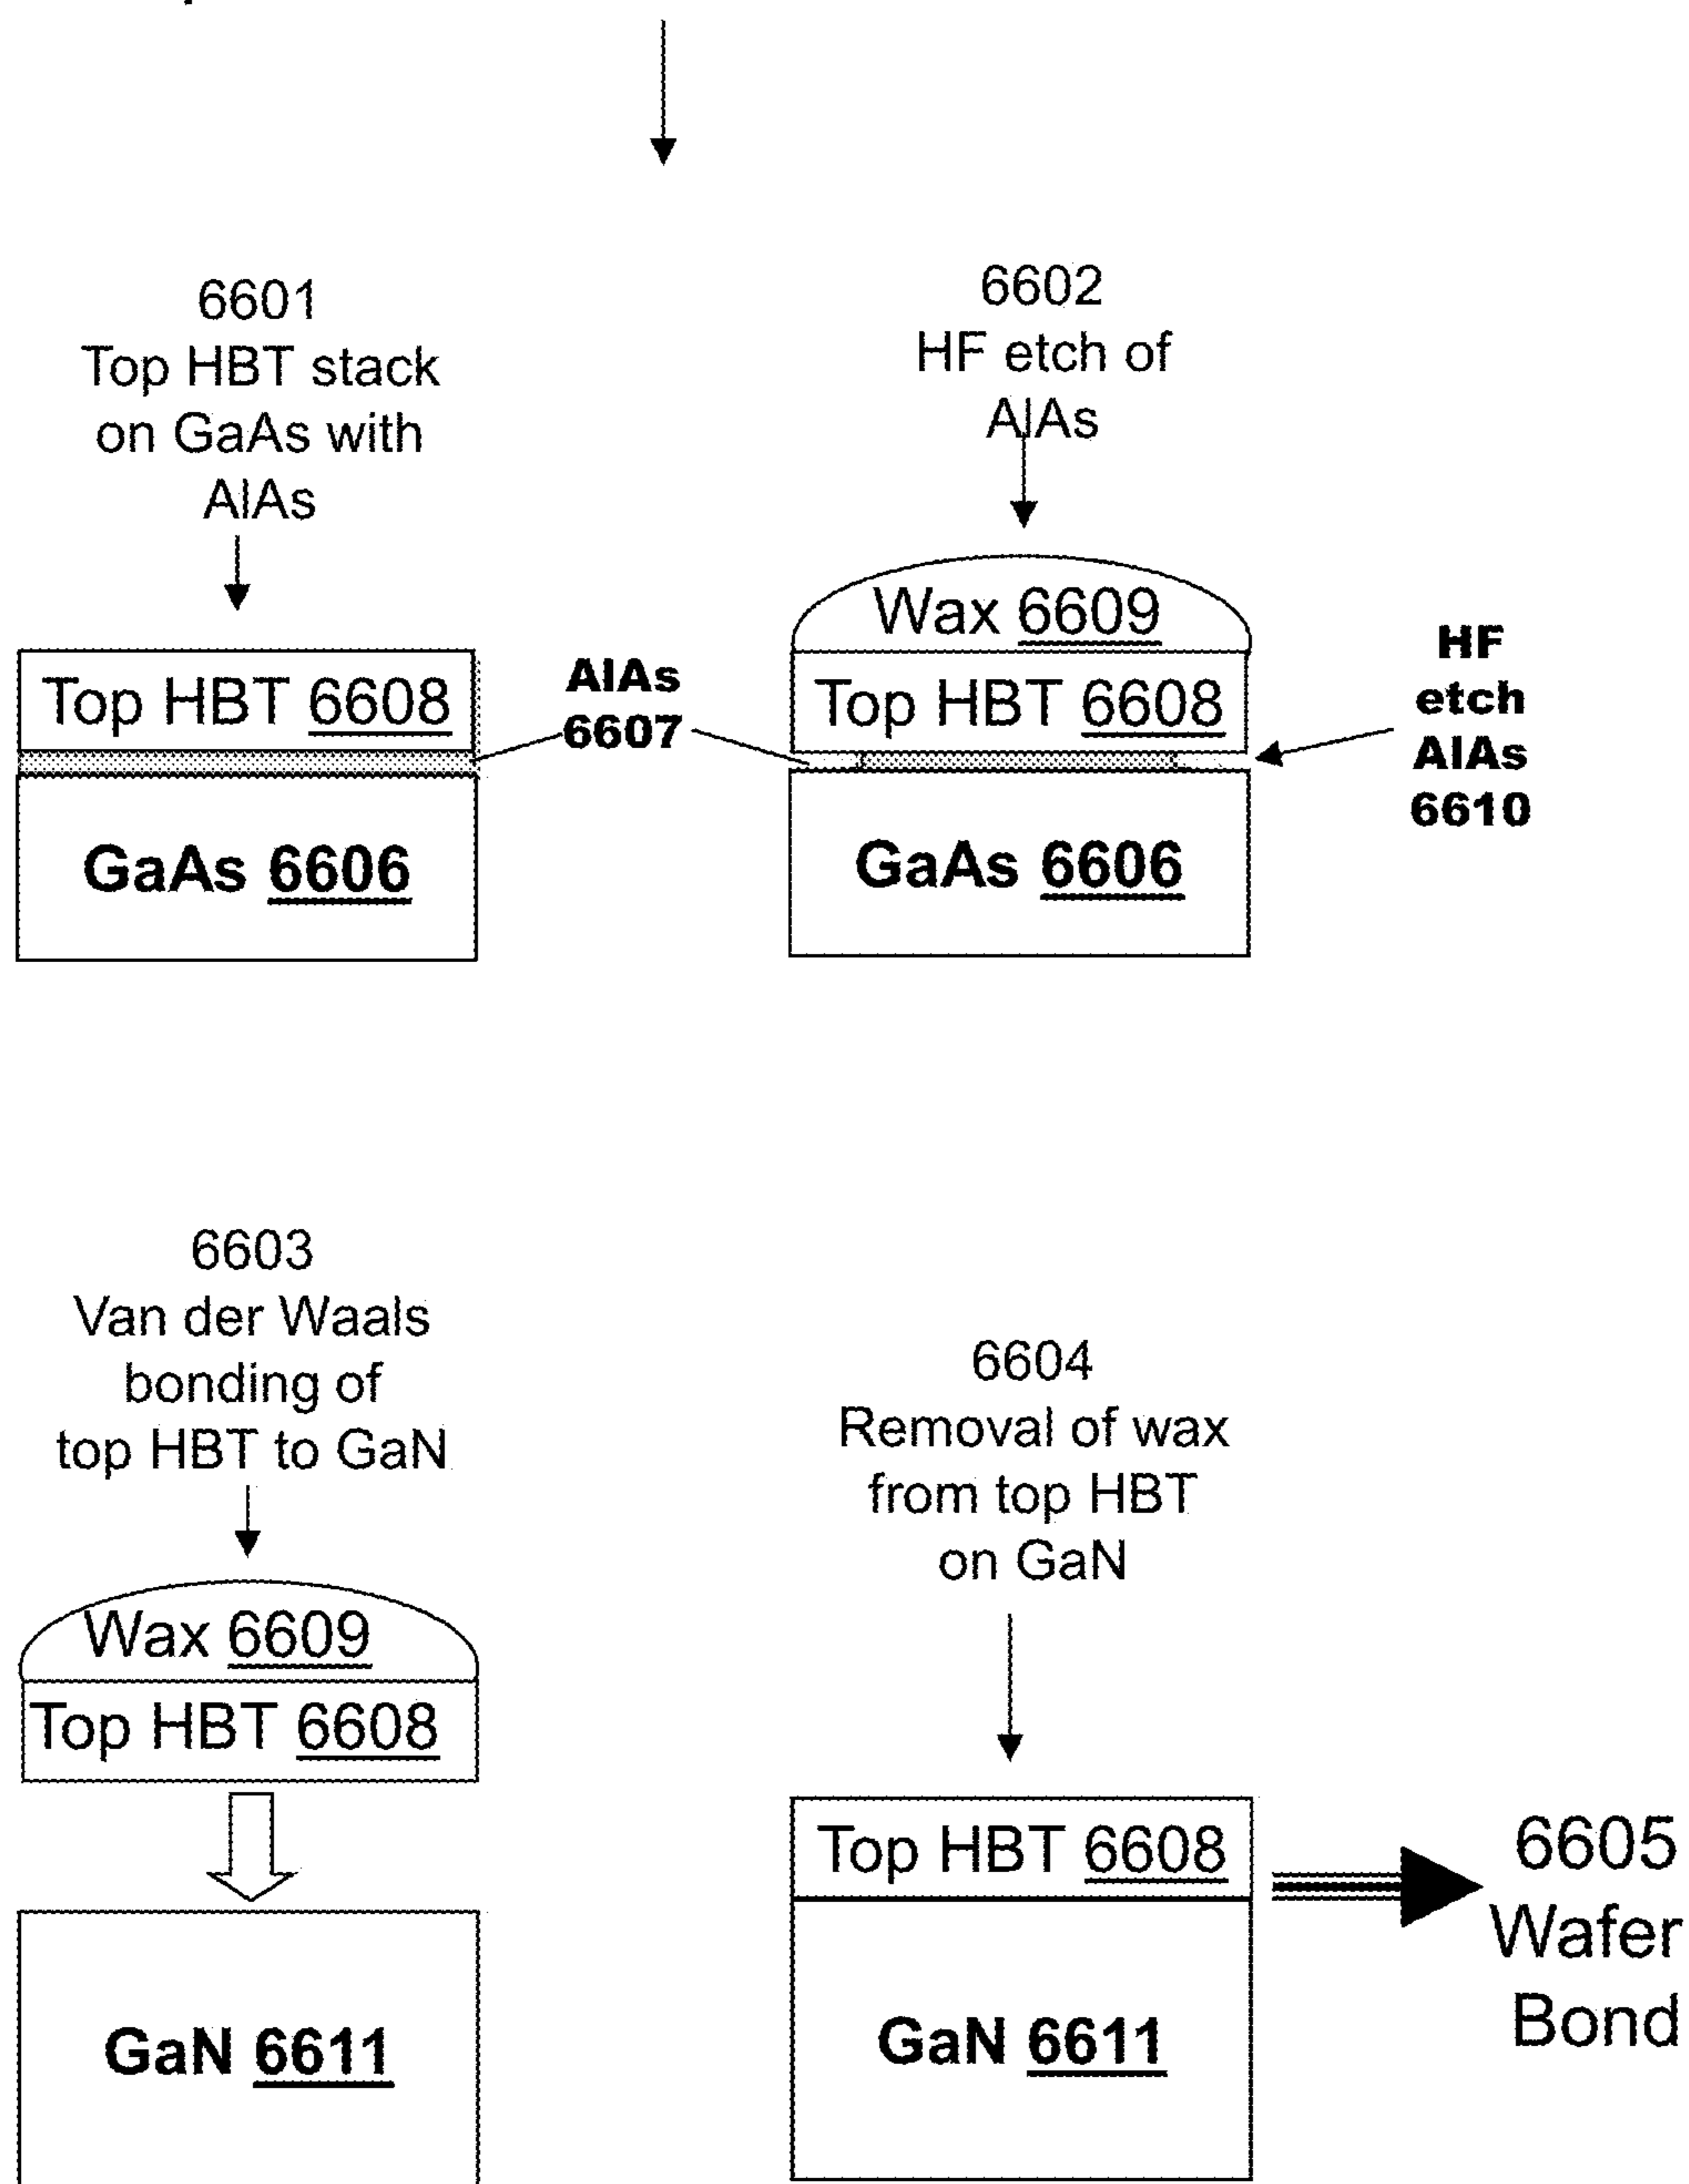 6601
Top HBT stack
on GaAs with
AlAs
6602
HF etch of
AlAs
Wax 6609
Top HBT 6608
AlAs
6607
Top HBT 6608
HF
etch
AlAs
6610
GaAs 6606
GaAs 6606
6603
Van der Waals
bonding of
top HBT to GaN
6604
Removal of wax
from top HBT
on GaN
Wax 6609
Top HBT 6608
Top HBT 6608
6605
Wafer
Bond
GaN 6611
GaN 6611